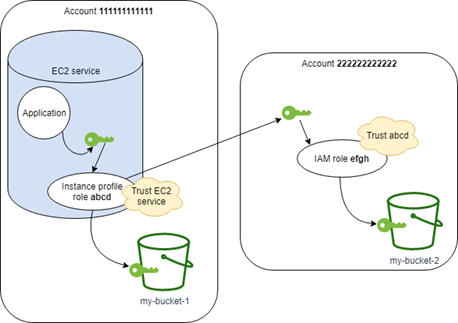 Account 111111111111
EC2 service
Application
Instance profile
role abcd
Trust EC2
service
my-bucket-1
Account 222222222222
Trust abcd
IAM role efgh
my-bucket-2